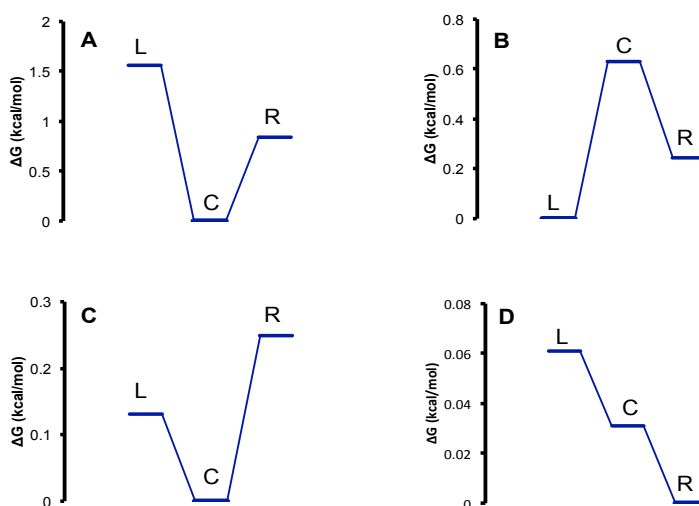 A
ΔG (kcal/mol)
2
1.5
1
0.5
0
L
C
R
B
ΔG (kcal/mol)
0.8
0.6
0.4
0.2
0
L
C
R
C
ΔG (kcal/mol)
0.3
0.2
0.1
0
L
C
R
D
ΔG (kcal/mol)
0.08
0.06
0.04
0.02
0
L
C
R